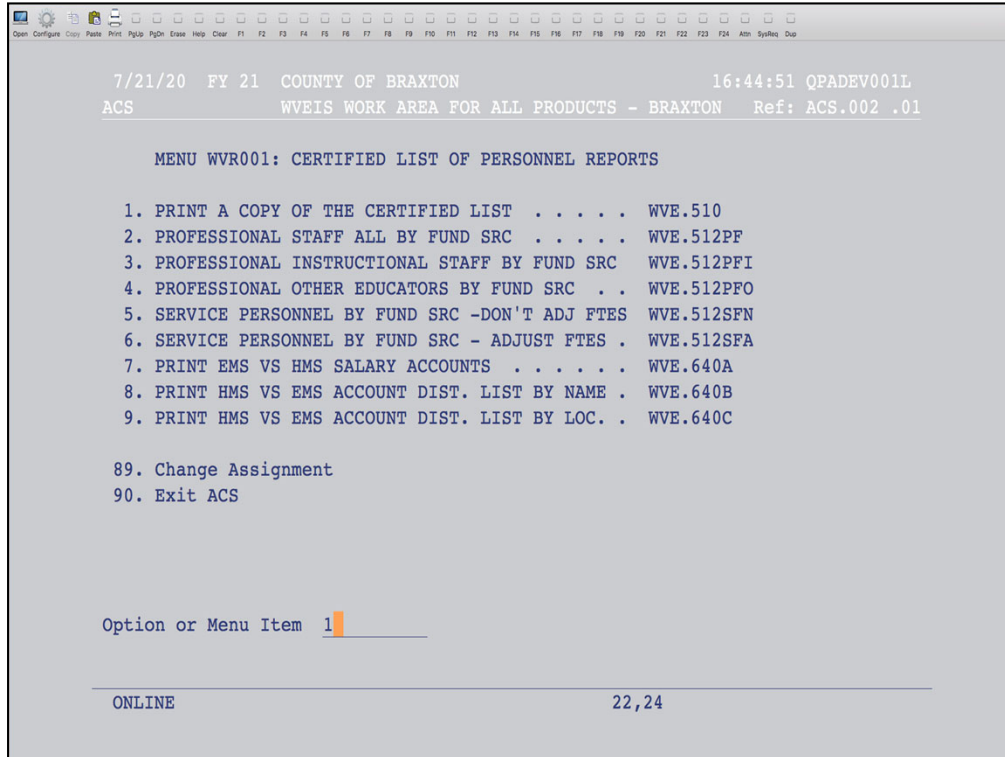 Open Configure Copy Paste Print PgUp PgDn Erase Help Clear F1 F2 F3 F4 F5 F6 F7 F8 F9 F10 F11 F12 F13 F14 F15 F16 F17 F18 F19 F20 F21 F22 F23 F24 Attn SysReq Dup
7/21/20 FY 21 COUNTY OF BRAXTON 16:44:51 QPADEV001L
ACS WVEIS WORK AREA FOR ALL PRODUCTS - BRAXTON Ref: ACS.002 .01
MENU WVR001: CERTIFIED LIST OF PERSONNEL REPORTS
1. PRINT A COPY OF THE CERTIFIED LIST . . . . . WVE.510
2. PROFESSIONAL STAFF ALL BY FUND SRC . . . . . WVE.512PF
3. PROFESSIONAL INSTRUCTIONAL STAFF BY FUND SRC WVE.512PFI
4. PROFESSIONAL OTHER EDUCATORS BY FUND SRC . . WVE.512PFO
5. SERVICE PERSONNEL BY FUND SRC -DON'T ADJ FTES WVE.512SFN
6. SERVICE PERSONNEL BY FUND SRC - ADJUST FTES . WVE.512SFA
7. PRINT EMS VS HMS SALARY ACCOUNTS . . . . . . WVE.640A
8. PRINT HMS VS EMS ACCOUNT DIST. LIST BY NAME . WVE.640B
9. PRINT HMS VS EMS ACCOUNT DIST. LIST BY LOC. . WVE.640C
89. Change Assignment
90. Exit ACS
Option or Menu Item 1
ONLINE 22,24